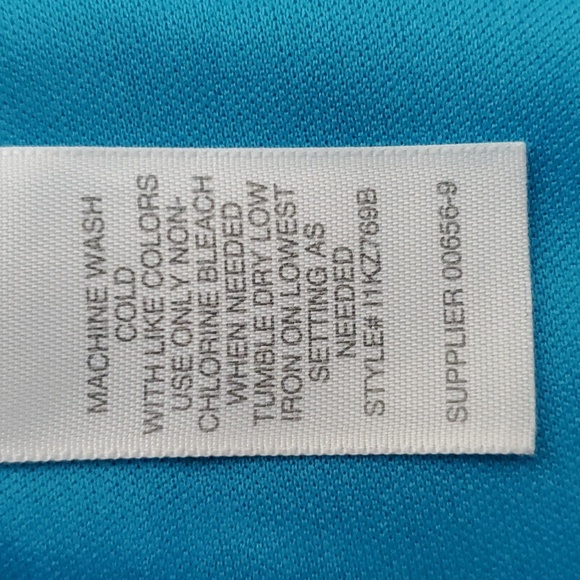 MACHINE WASH
COLD
WITH LIKE COLORS
USE ONLY NON-
CHLORINE BLEACH
WHEN NEEDED
TUMBLE DRY LOW
IRON ON LOWEST
SETTING AS
NEEDED
STYLE# I1KZ769B
SUPPLIER 00656-9